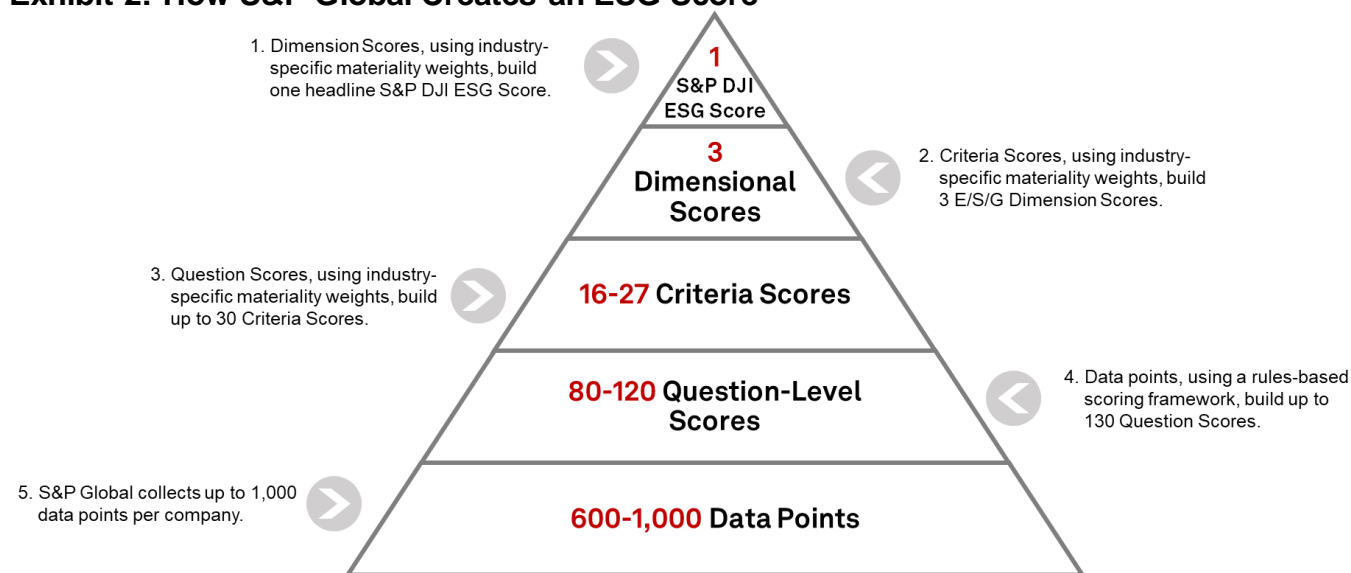 Exhibit 2: How S&P Global Creates an ESG Score
1. Dimension Scores, using industry-
specific materiality weights, build
one headline S&P DJI ESG Score.
1
S&P DJI
ESG Score
3
Dimensional
Scores
2. Criteria Scores, using industry-
specific materiality weights, build
3 E/S/G Dimension Scores.
3. Question Scores, using industry-
specific materiality weights, build
up to 30 Criteria Scores.
16-27 Criteria Scores
80-120 Question-Level
Scores
4. Data points, using a rules-based
scoring framework, build up to
130 Question Scores.
5. S&P Global collects up to 1,000
data points per company.
600-1,000 Data Points